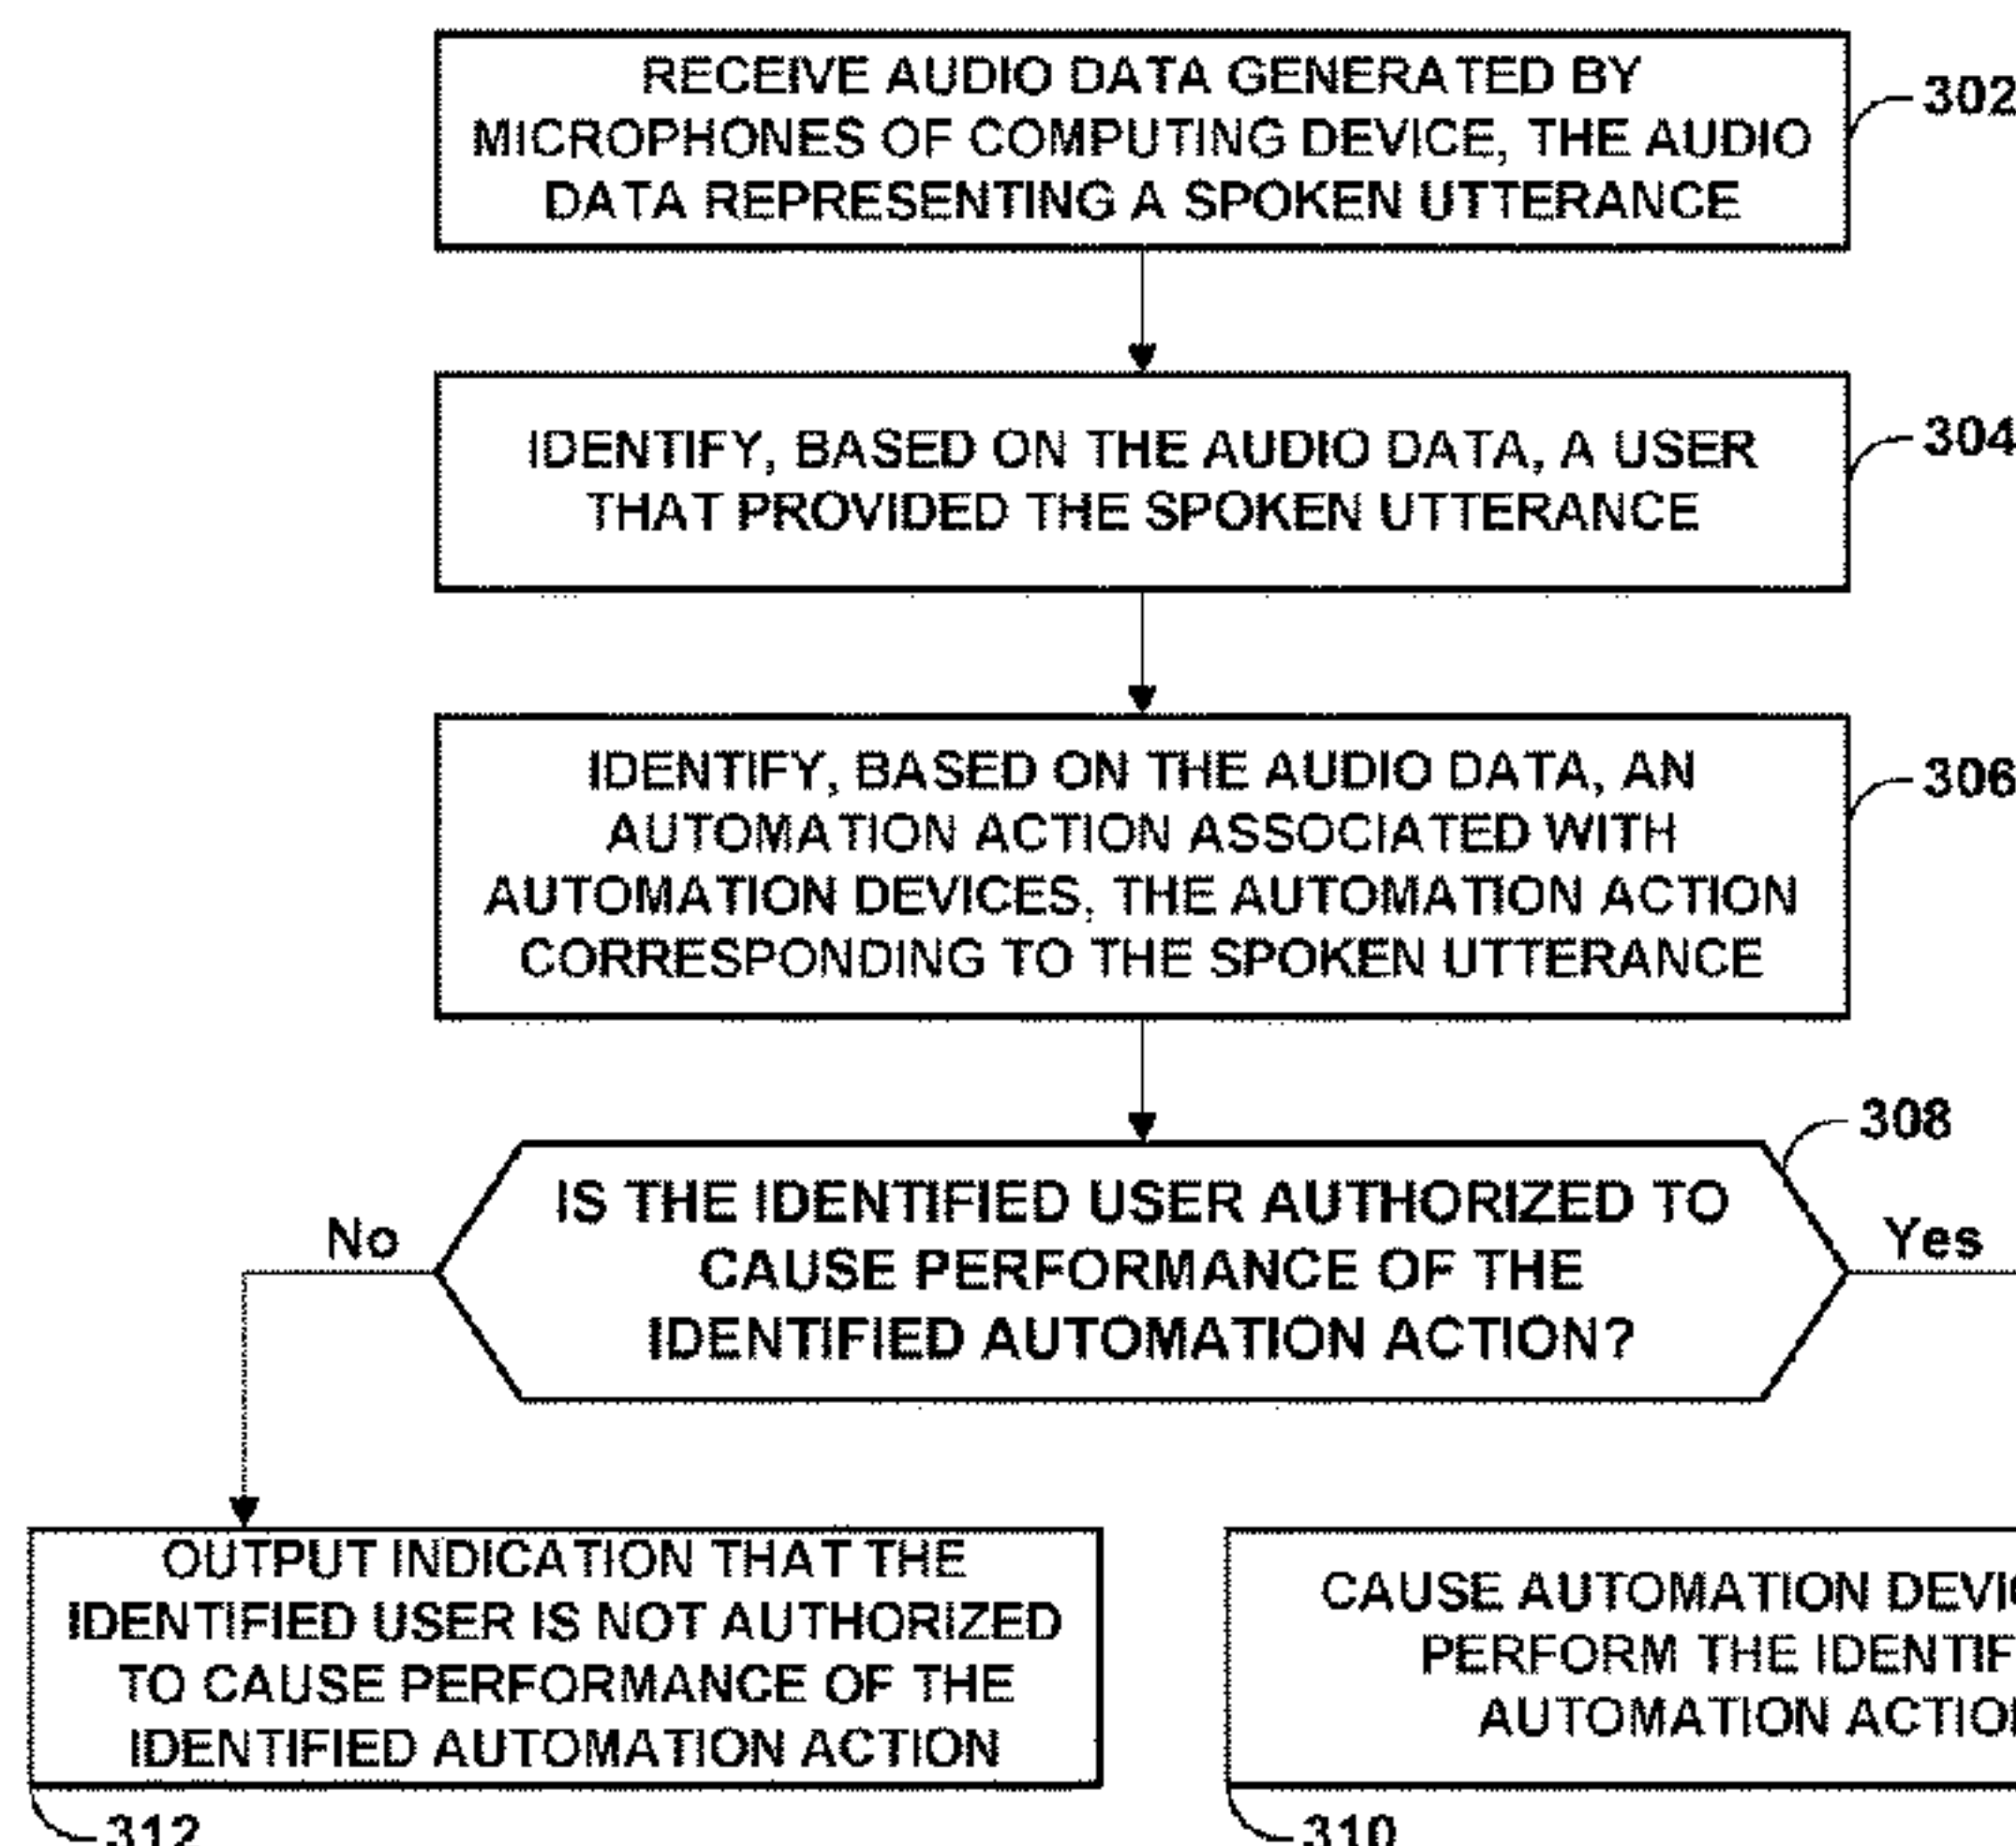 RECEIVE AUDIO DATA GENERATED BY
MICROPHONES OF COMPUTING DEVICE, THE AUDIO
DATA REPRESENTING A SPOKEN UTTERANCE
302
IDENTIFY, BASED ON THE AUDIO DATA, A USER
THAT PROVIDED THE SPOKEN UTTERANCE
304
IDENTIFY, BASED ON THE AUDIO DATA, AN
AUTOMATION ACTION ASSOCIATED WITH
AUTOMATION DEVICES, THE AUTOMATION ACTION
CORRESPONDING TO THE SPOKEN UTTERANCE
306
308
IS THE IDENTIFIED USER AUTHORIZED TO
CAUSE PERFORMANCE OF THE
IDENTIFIED AUTOMATION ACTION?
No
Yes
OUTPUT INDICATION THAT THE
IDENTIFIED USER IS NOT AUTHORIZED
TO CAUSE PERFORMANCE OF THE
IDENTIFIED AUTOMATION ACTION
312
CAUSE AUTOMATION
PERFORM THE
AUTOMATION
310